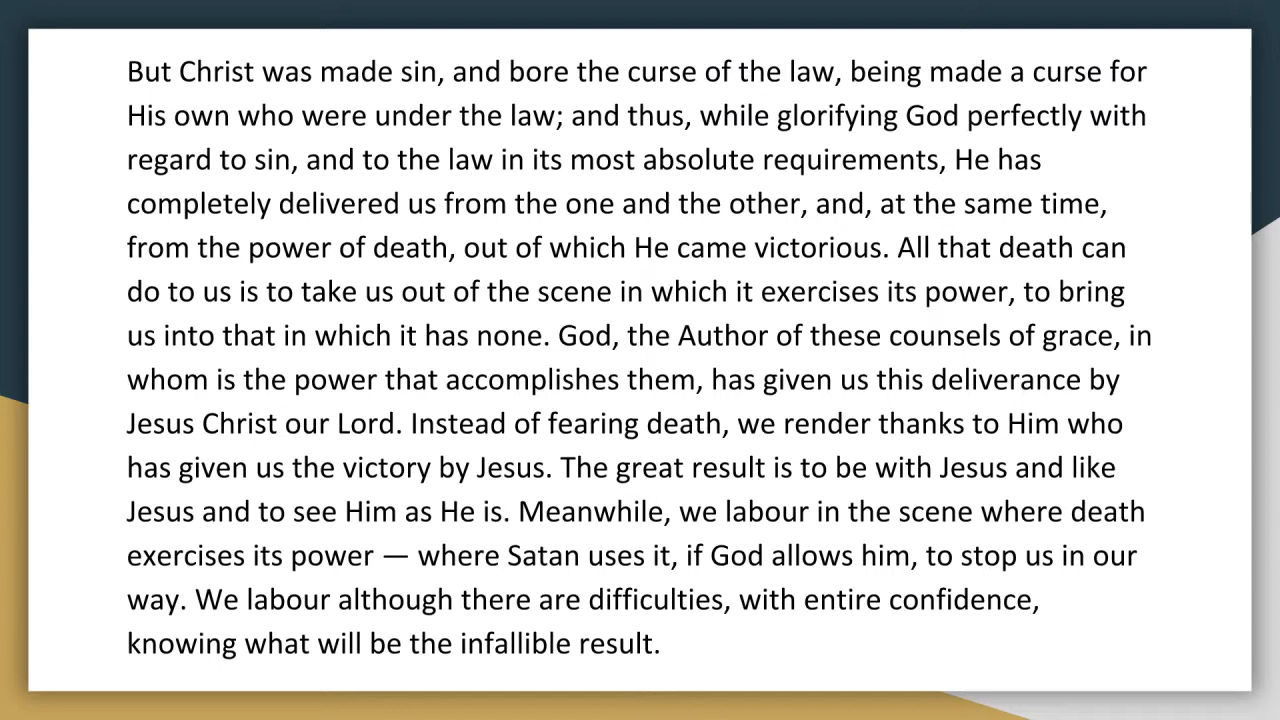 But Christ was made sin, and bore the curse of the law, being made a curse for
His own who were under the law; and thus, while glorifying God perfectly with
regard to sin, and to the law in its most absolute requirements, He has
completely delivered us from the one and the other, and, at the same time,
from the power of death, out of which He came victorious. All that death can
do to us is to take us out of the scene in which it exercises its power, to bring
us into that in which it has none. God, the Author of these counsels of grace, in
whom is the power that accomplishes them, has given us this deliverance by
Jesus Christ our Lord. Instead of fearing death, we render thanks to Him who
has given us the victory by Jesus. The great result is to be with Jesus and like
Jesus and to see Him as He is. Meanwhile, we labour in the scene where death
exercises its power — where Satan uses it, if God allows him, to stop us in our
way. We labour although there are difficulties, with entire confidence,
knowing what will be the infallible result.